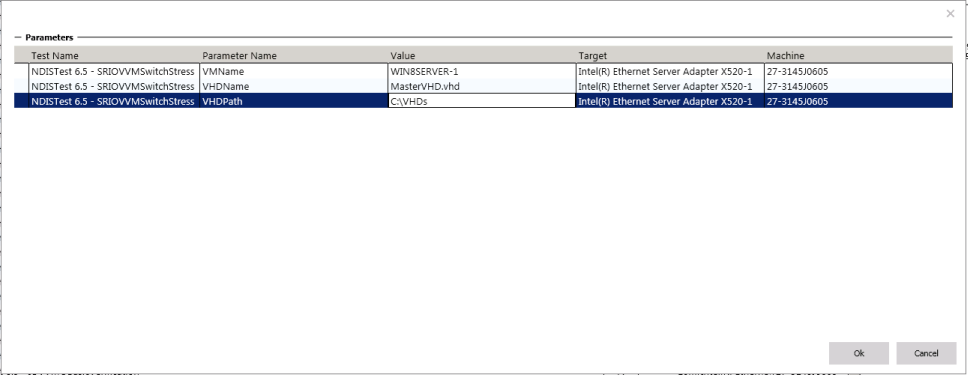 Parameters
Test Name Parameter Name Value Target Machine
NDISTest 6.5 - SRIOVVMSwitchStress VMName WIN8SERVER-1 Intel(R) Ethernet Server Adapter X520-1 27-3145J0605
NDISTest 6.5 - SRIOVVMSwitchStress VHDName MasterVHD.vhd Intel(R) Ethernet Server Adapter X520-1 27-3145J0605
NDISTest 6.5 - SRIOVVMSwitchStress VHDPath C:\VHDs Intel(R) Ethernet Server Adapter X520-1 27-3145J0605
Ok Cancel